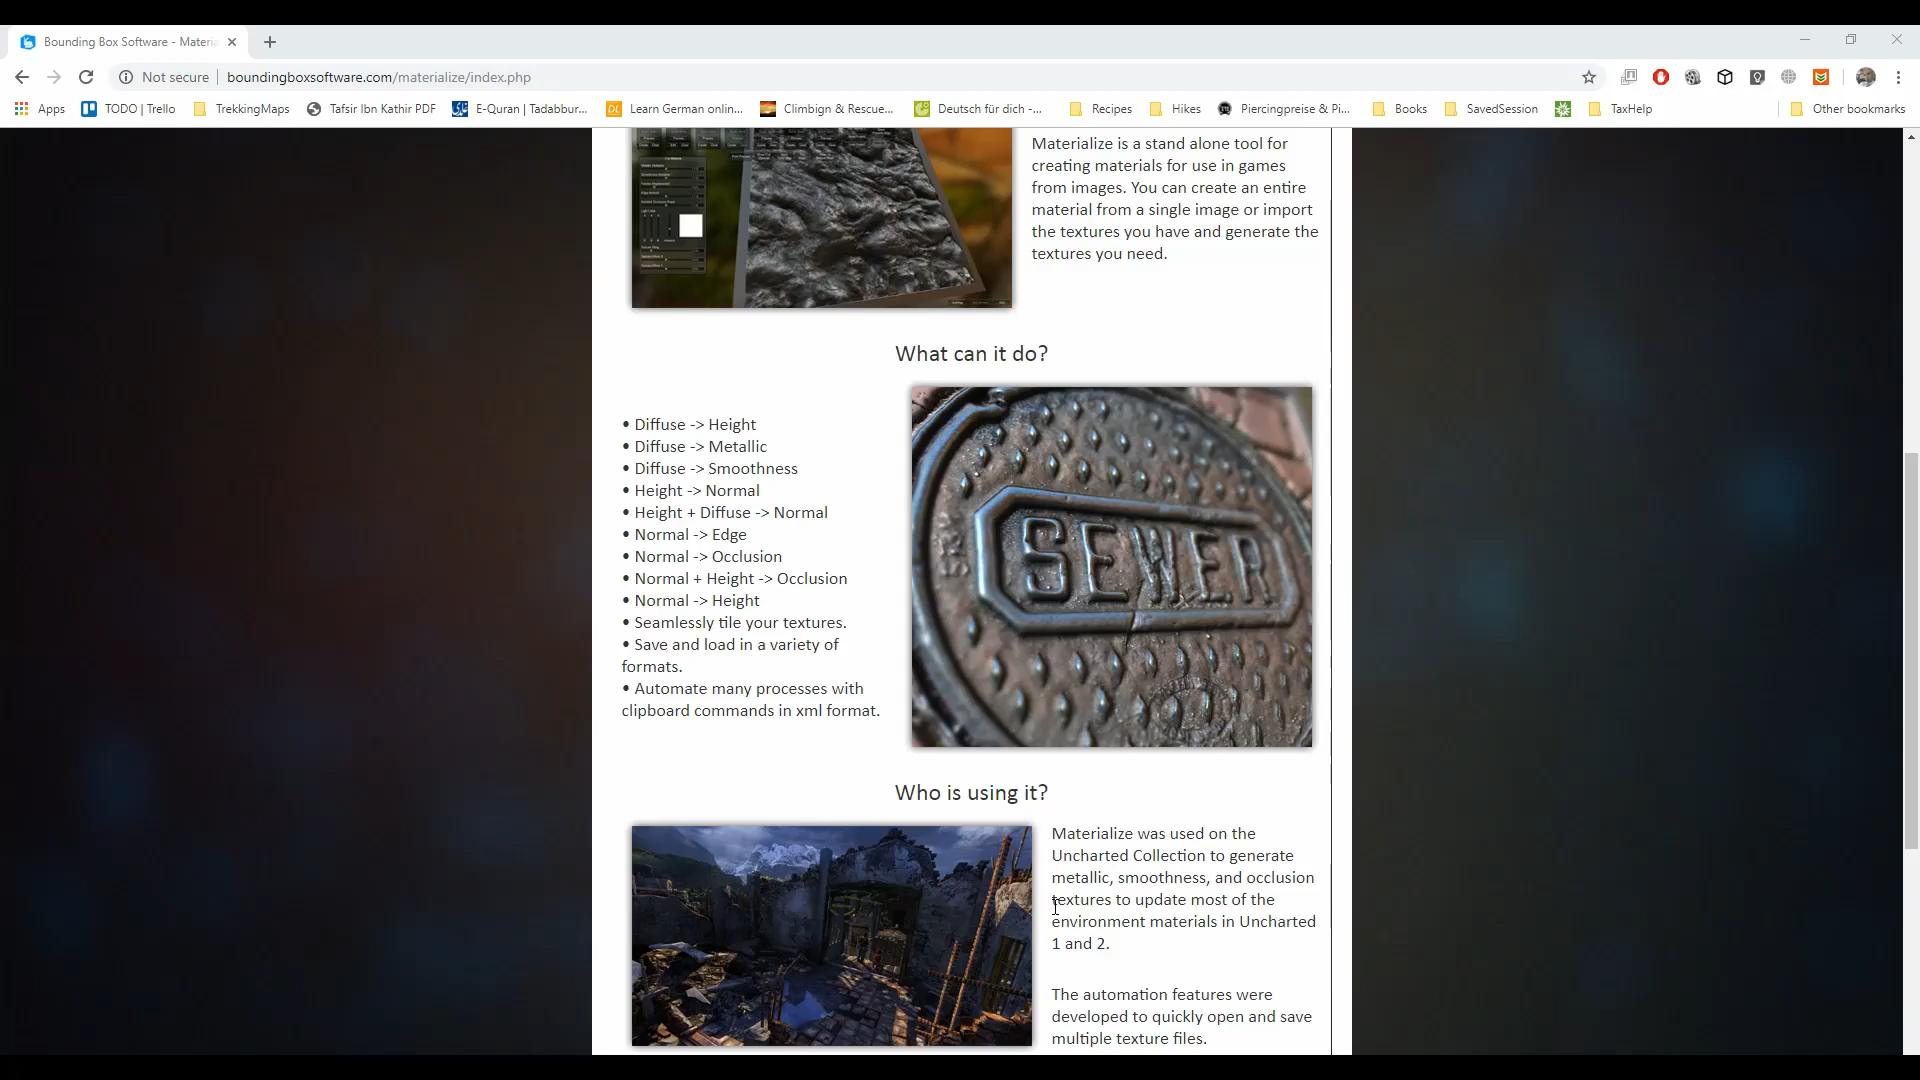 Bounding Box Software - Materia
Not secure
boundingboxsoftware.com/materialize/index.php
Apps
TODO | Trello
TrekkingMaps
Tafsir Ibn Kathir PDF
E-Quran | Tadabbur...
Learn German onlin...
Climbign & Rescue...
Deutsch für dich -...
Recipes
Hikes
Piercingpreise & Pi...
Books
SavedSession
TaxHelp
Other bookmarks
Materialize is a stand alone tool for
creating materials for use in games
from images. You can create an entire
material from a single image or import
the textures you have and generate the
textures you need.
What can it do?
• Diffuse -> Height
• Diffuse -> Metallic
• Diffuse -> Smoothness
• Height -> Normal
• Height + Diffuse -> Normal
• Normal -> Edge
• Normal -> Occlusion
• Normal + Height -> Occlusion
• Normal -> Height
• Seamlessly tile your textures.
• Save and load in a variety of
formats.
• Automate many processes with
clipboard commands in xml format.
SEWER
Who is using it?
Materialize was used on the
Uncharted Collection to generate
metallic, smoothness, and occlusion
textures to update most of the
environment materials in Uncharted
1 and 2.
The automation features were
developed to quickly open and save
multiple texture files.